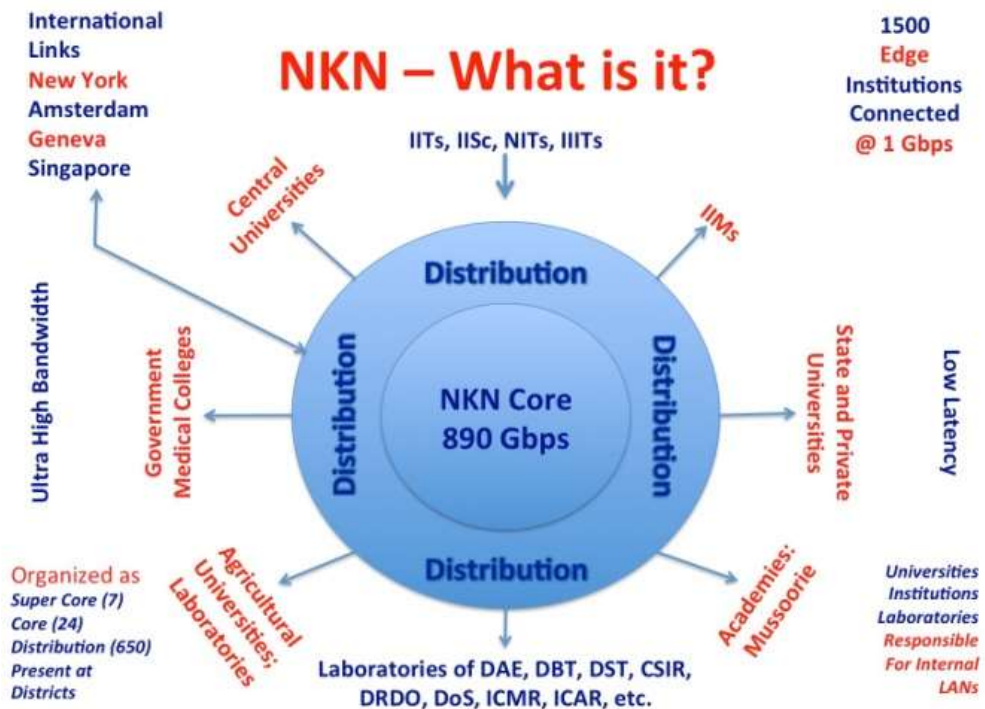 NKN – What is it?
International
Links
New York
Amsterdam
Geneva
Singapore
1500
Edge
Institutions
Connected
@ 1 Gbps
IITs, IISc, NITs, IIITs
Central
Universities
IIMs
Distribution
Ultra High Bandwidth
Government
Medical Colleges
Distribution
NKN Core
890 Gbps
Distribution
State and Private
Universities
Low Latency
Distribution
Organized as
Super Core (7)
Core (24)
Distribution (650)
Present at
Districts
Agricultural
Universities;
Laboratories
Laboratories of DAE, DBT, DST, CSIR,
DRDO, DoS, ICMR, ICAR, etc.
Academies:
Mussoorie
Universities
Institutions
Laboratories
Responsible
For Internal
LANs